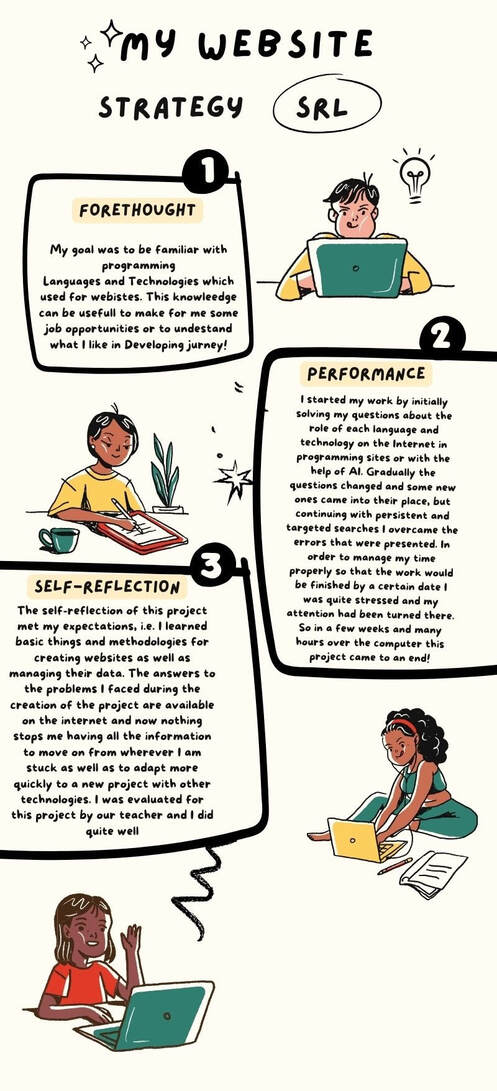 MY WEBSITE
STRATEGY SRL
1
FORETHOUGHT
My goal was to be familiar with
programming
Languages and Technologies which
used for webistes. This knowleedge
can be usefull to make for me some
job opportunities or to undestand
what I like in Developing jurney!
2
PERFORMANCE
I started my work by initially
solving my questions about the
role of each language and
technology on the Internet in
programming sites or with the
help of AI. Gradually the
questions changed and some new
ones came into their place, but
continuing with persistent and
targeted searches I overcame the
errors that were presented. In
order to manage my time
properly so that the work would
be finished by a certain date I
was quite stressed and my
attention had been turned there.
So in a few weeks and many
hours over the computer this
project came to an end!
3
SELF-REFLECTION
The self-reflection of this project
met my expectations, i.e. I learned
basic things and methodologies for
creating websites as well as
managing their data. The answers to
the problems I faced during the
creation of the project are available
on the internet and now nothing
stops me having all the information
to move on from wherever I am
stuck as well as to adapt more
quickly to a new project with other
technologies. I was evaluated for
this project by our teacher and I did
quite well